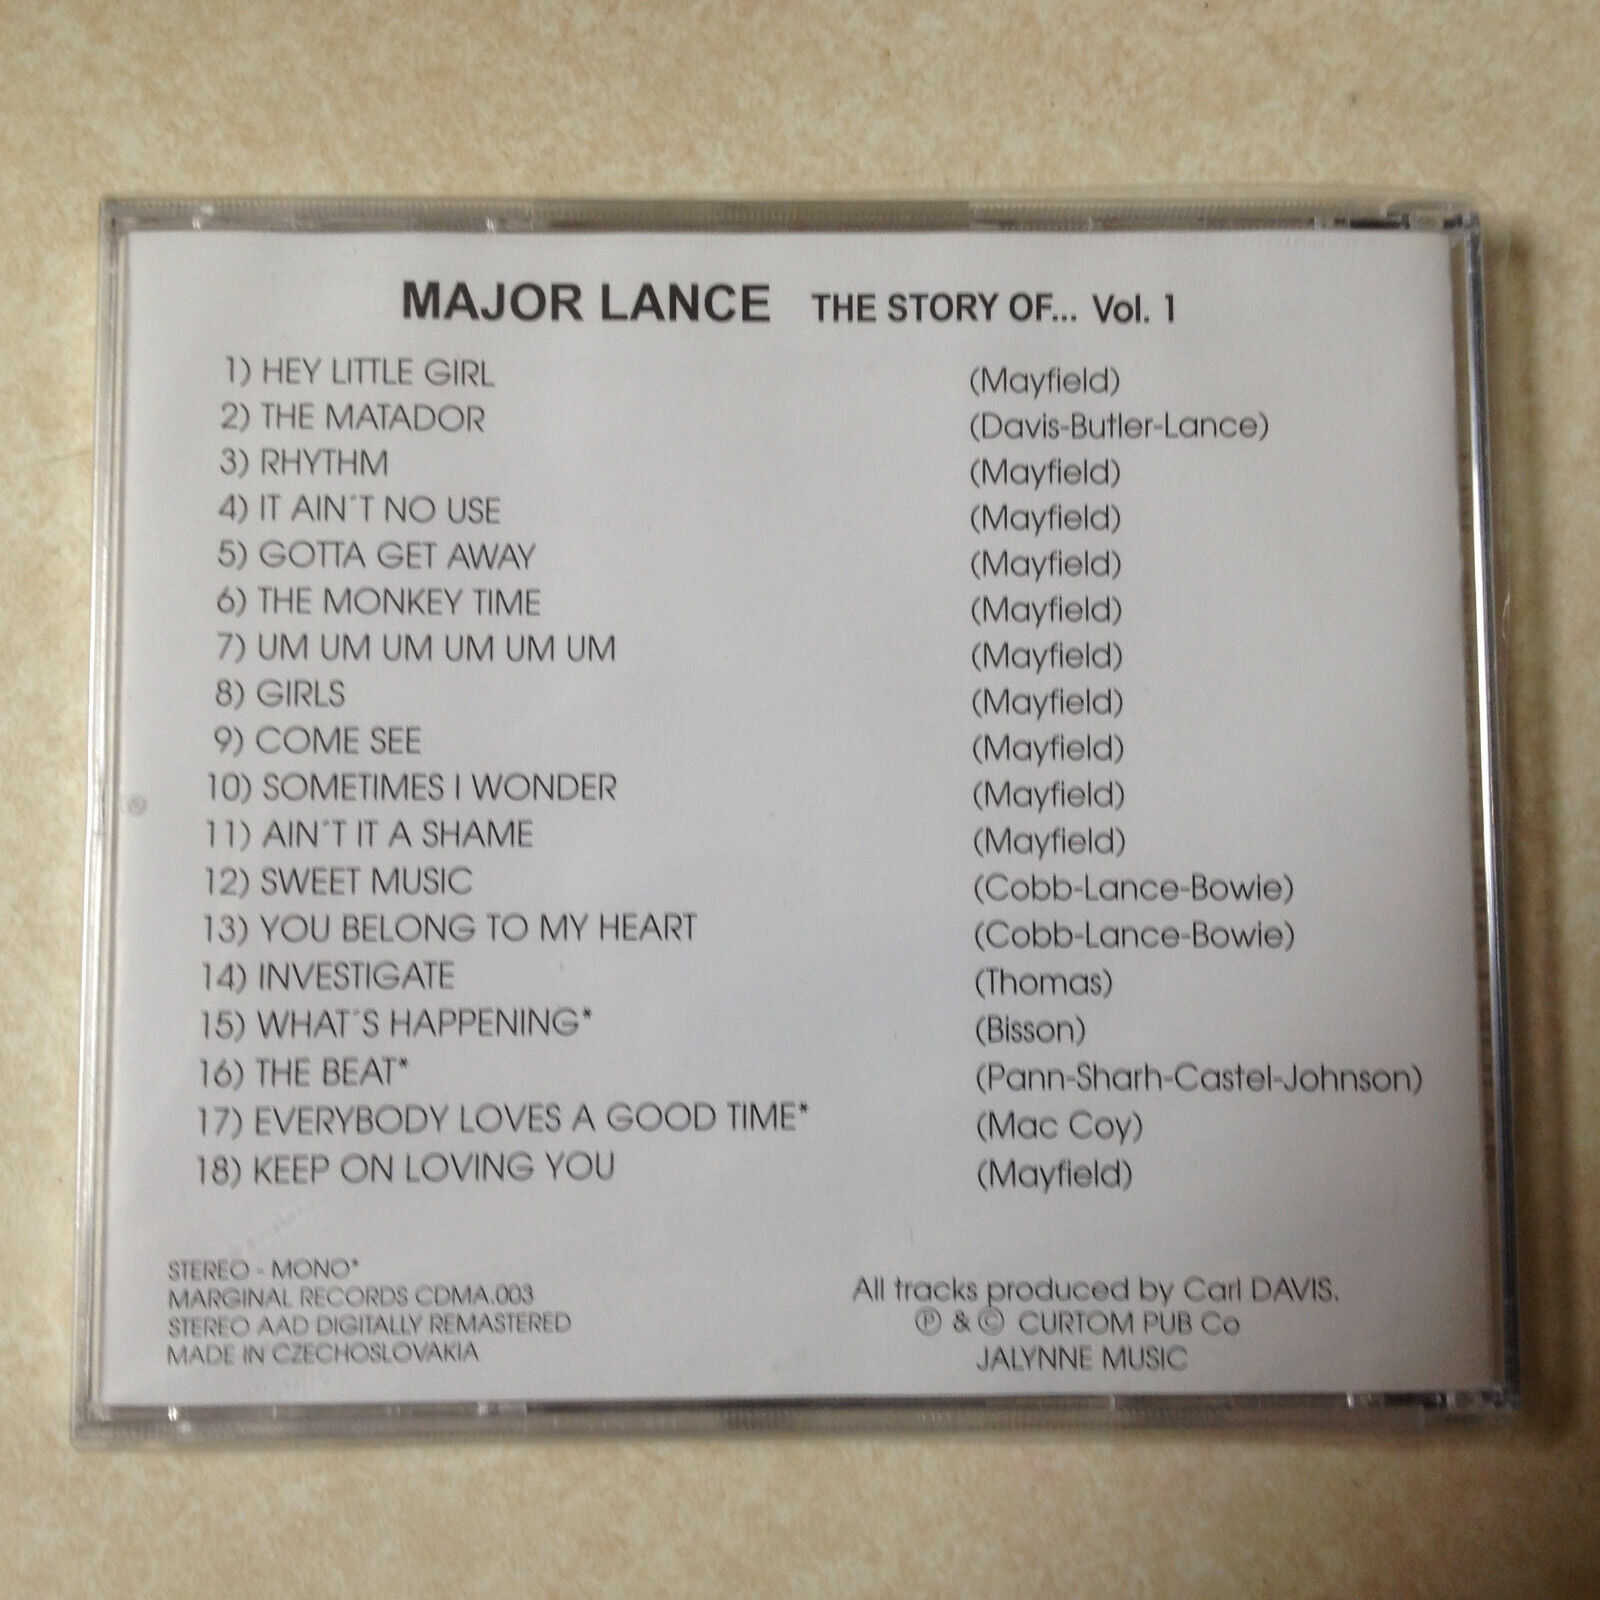 MAJOR LANCE THE STORY OF... Vol. 1
1) HEY LITTLE GIRL (Mayfield)
2) THE MATADOR (Davis-Butler-Lance)
3) RHYTHM (Mayfield)
4) IT AIN´T NO USE (Mayfield)
5) GOTTA GET AWAY (Mayfield)
6) THE MONKEY TIME (Mayfield)
7) UM UM UM UM UM UM (Mayfield)
8) GIRLS (Mayfield)
9) COME SEE (Mayfield)
10) SOMETIMES I WONDER (Mayfield)
11) AIN´T IT A SHAME (Mayfield)
12) SWEET MUSIC (Cobb-Lance-Bowie)
13) YOU BELONG TO MY HEART (Cobb-Lance-Bowie)
14) INVESTIGATE (Thomas)
15) WHAT´S HAPPENING* (Bisson)
16) THE BEAT* (Pann-Sharh-Castel-Johnson)
17) EVERYBODY LOVES A GOOD TIME* (Mac Coy)
18) KEEP ON LOVING YOU (Mayfield)
STEREO - MONO*
MARGINAL RECORDS CDMA.003
STEREO AAD DIGITALLY REMASTERED
MADE IN CZECHOSLOVAKIA
All tracks produced by Carl DAVIS.
℗ & © CURTOM PUB Co
JALYNNE MUSIC